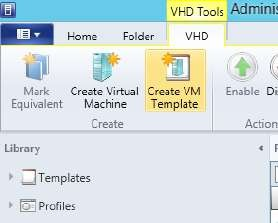 VHD Tools Adminis
Home Folder VHD
Mark Equivalent
Create Virtual Machine
Create VM Template
Enable
Create
Action
Library
Templates
Profiles